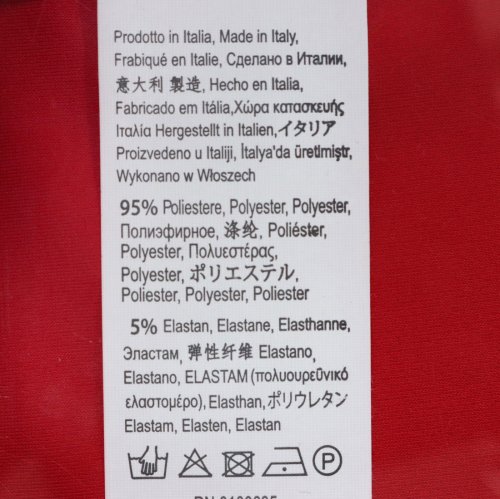 Prodotto in Italia, Made in Italy,
Frabiqué en Italie, Сделано в Италии,
意大利 製造, Hecho en Italia,
Fabricado em Itália,Χώρα κατασκευής
Ιταλία Hergestellt in Italien,イタリア
Proizvedeno u Italiji, İtalya'da üretlmiştr,
Wykonano w Włoszech
95% Poliestere, Polyester, Polyester,
Полиэфирное, 涤纶, Poliéster,
Polyester, Πολυεστέρας,
Polyester, ポリエステル,
Poliester, Polyester, Poliester
5% Elastan, Elastane, Elasthanne,
Эластам, 弹性纤维 Elastano,
Elastano, ELASTAM (πολυουρεϋνικό
ελαστομέρο), Elasthan,ポリウレタン
Elastam, Elasten, Elastan
P